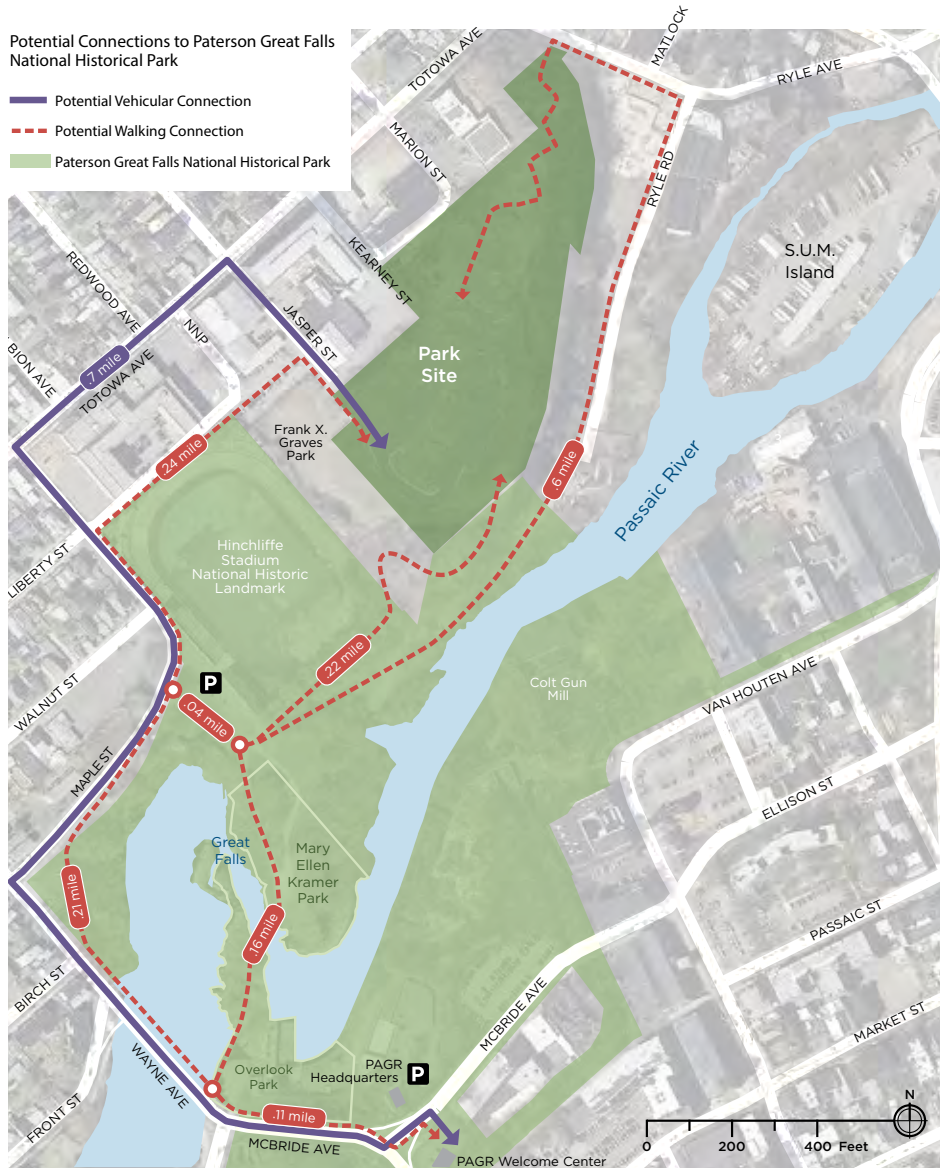 Potential Connections to Paterson Great Falls
National Historical Park
Potential Vehicular Connection
Potential Walking Connection
Paterson Great Falls National Historical Park
TOTOWA AVE
MATLOCK
RYLE AVE
MARION ST
RYLE RD
KEARNEY ST
S.U.M.
Island
REDWOOD AVE
NNP
JASPER ST
BION AVE
.7 mile
TOTOWA AVE
Park
Site
Frank X.
Graves
Park
.24 mile
.6 mile
Passaic River
LIBERTY ST
Hinchliffe
Stadium
National Historic
Landmark
WALNUT ST
.22 mile
P
.04 mile
Colt Gun
Mill
VAN HOUTEN AVE
MAPLE ST
ELLISON ST
Great
Falls
Mary
Ellen
Kramer
Park
.21 mile
.16 mile
PASSAIC ST
BIRCH ST
MCBRIDE AVE
MARKET ST
WAYNE AVE
Overlook
Park
PAGR
Headquarters
P
FRONT ST
.11 mile
MCBRIDE AVE
PAGR Welcome Center
N
0 200 400 Feet